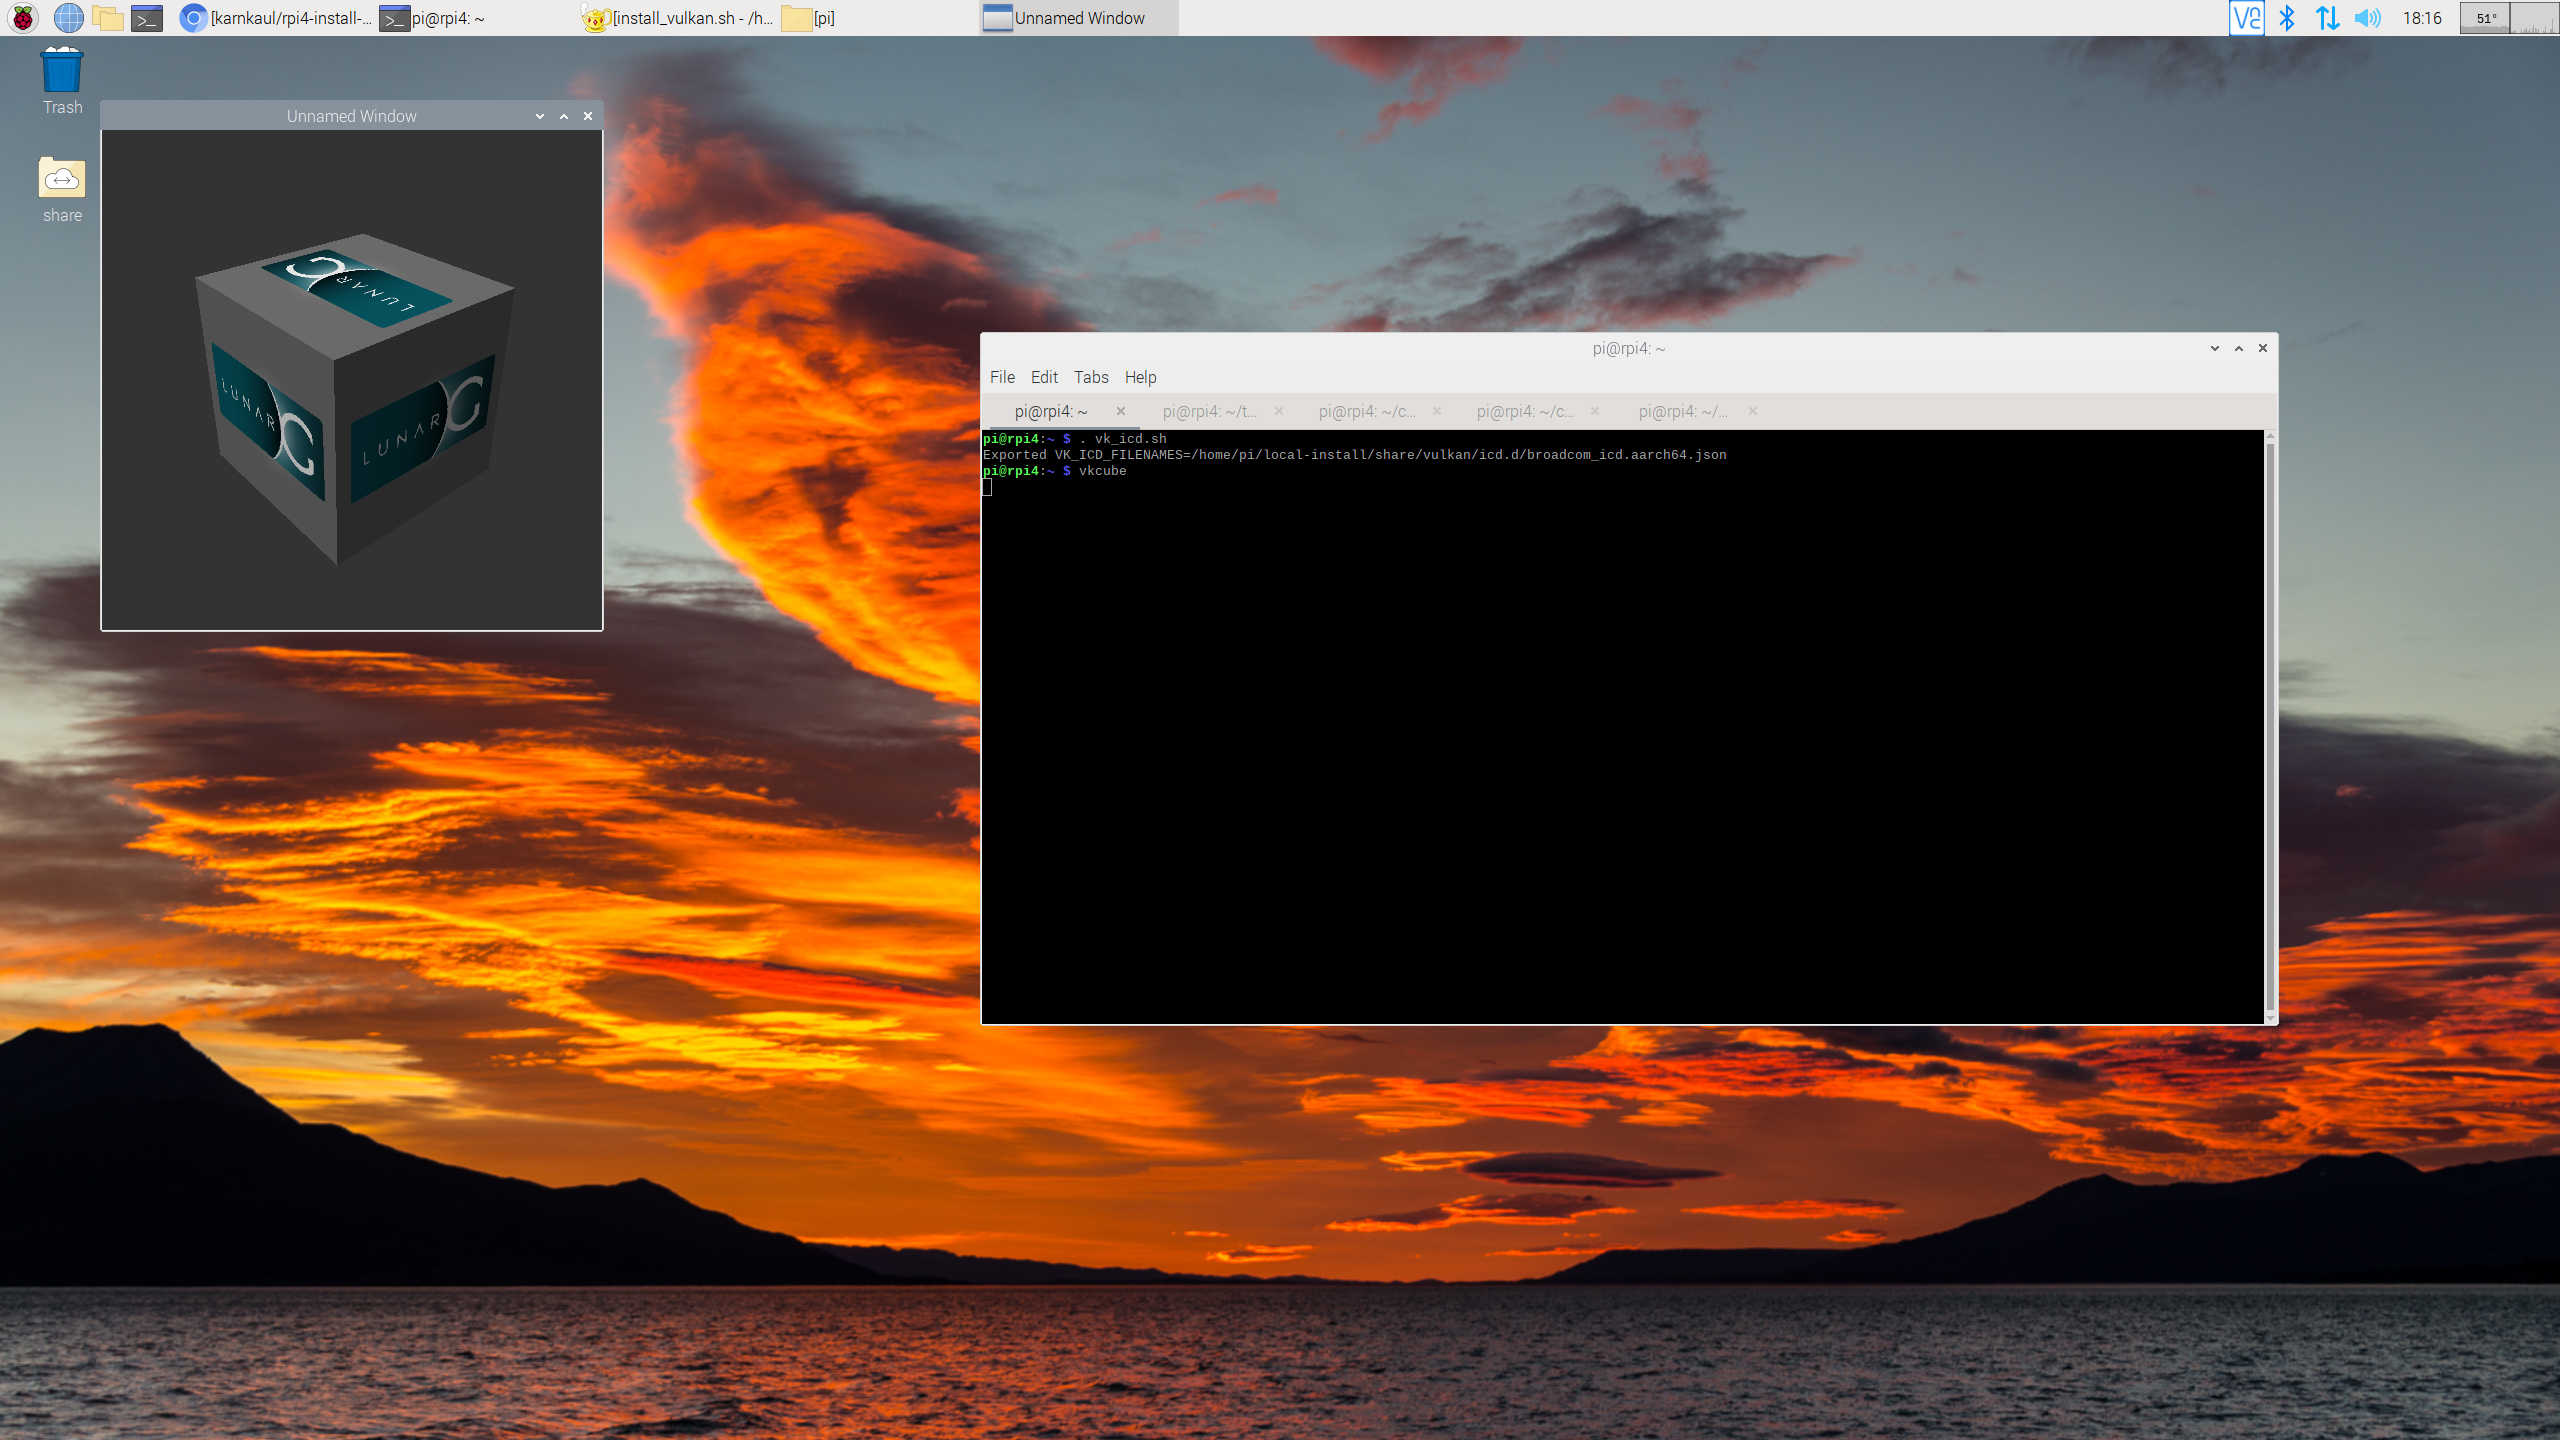 [karnkaul/rpi4-install-... pi@rpi4: ~ [install_vulkan.sh - /h... [pi] Unnamed Window 18:16 51°
Trash
share
Unnamed Window
LUNAR G
LUNAR G
LUNAR G
pi@rpi4: ~
File Edit Tabs Help
pi@rpi4: ~ pi@rpi4: ~/t... pi@rpi4: ~/c... pi@rpi4: ~/c... pi@rpi4: ~/...
pi@rpi4:~ $ . vk_icd.sh
Exported VK_ICD_FILENAMES=/home/pi/local-install/share/vulkan/icd.d/broadcom_icd.aarch64.json
pi@rpi4:~ $ vkcube